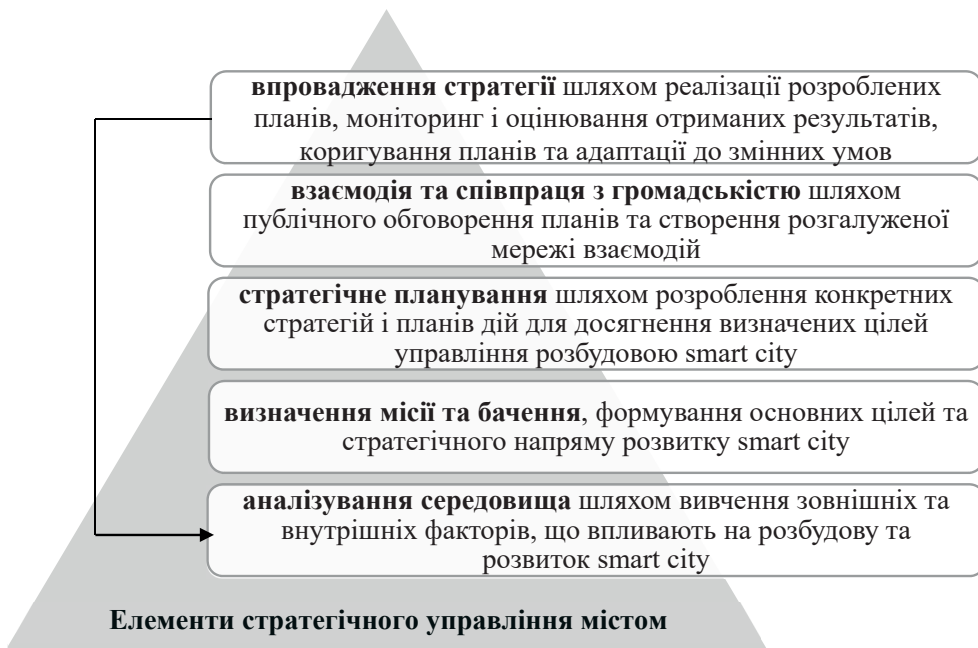 впровадження стратегії шляхом реалізації розроблених
планів, моніторинг і оцінювання отриманих результатів,
коригування планів та адаптації до змінних умов
взаємодія та співпраця з громадськістю шляхом
публічного обговорення планів та створення розгалуженої
мережі взаємодій
стратегічне планування шляхом розроблення конкретних
стратегій і планів дій для досягнення визначених цілей
управління розбудовою smart city
визначення місії та бачення, формування основних цілей та
стратегічного напряму розвитку smart city
аналізування середовища шляхом вивчення зовнішніх та
внутрішніх факторів, що впливають на розбудову та
розвиток smart city
Елементи стратегічного управління містом